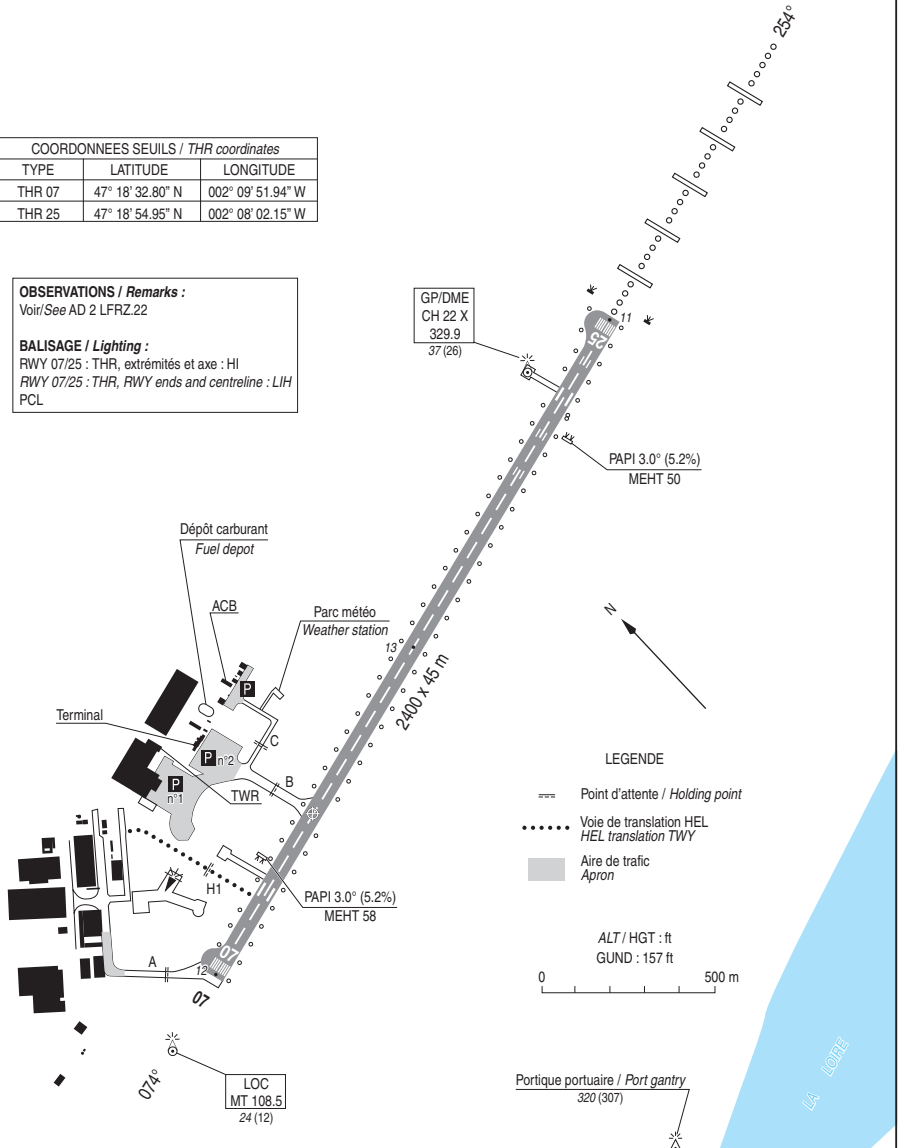 254°
COORDONNEES SEUILS / THR coordinates
TYPE LATITUDE LONGITUDE
THR 07 47° 18' 32.80" N 002° 09' 51.94" W
THR 25 47° 18' 54.95" N 002° 08' 02.15" W
OBSERVATIONS / Remarks :
Voir/See AD 2 LFRZ.22
BALISAGE / Lighting :
RWY 07/25 : THR, extrémités et axe : HI
RWY 07/25 : THR, RWY ends and centreline : LIH
PCL
GP/DME
CH 22 X
329.9
37 (26)
11
25
8
PAPI 3.0° (5.2%)
MEHT 50
Dépôt carburant
Fuel depot
ACB
Parc météo
Weather station
P
13
2400 x 45 m
N
Terminal
C
P n°2
P
n°1
B
TWR
H1
PAPI 3.0° (5.2%)
MEHT 58
A
07
12
07
074°
LOC
MT 108.5
24 (12)
LEGENDE
Point d'attente / Holding point
Voie de translation HEL
HEL translation TWY
Aire de trafic
Apron
ALT / HGT : ft
GUND : 157 ft
0 500 m
Portique portuaire / Port gantry
320 (307)
LA LOIRE